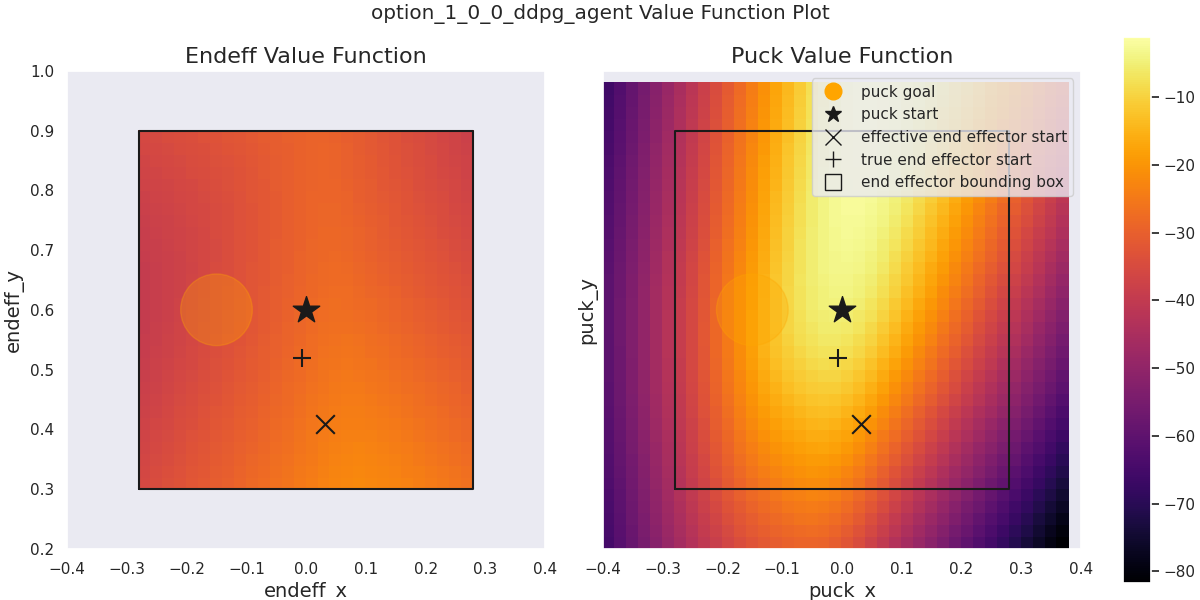 option_1_0_0_ddpg_agent Value Function Plot
Endeff Value Function
endeff_y
1.0
0.9
0.8
0.7
0.6
0.5
0.4
0.3
0.2
−0.4 −0.3 −0.2 −0.1 0.0 0.1 0.2 0.3 0.4
endeff_x
Puck Value Function
puck_y
puck goal
puck start
effective end effector start
true end effector start
end effector bounding box
−0.4 −0.3 −0.2 −0.1 0.0 0.1 0.2 0.3 0.4
puck_x
−10
−20
−30
−40
−50
−60
−70
−80